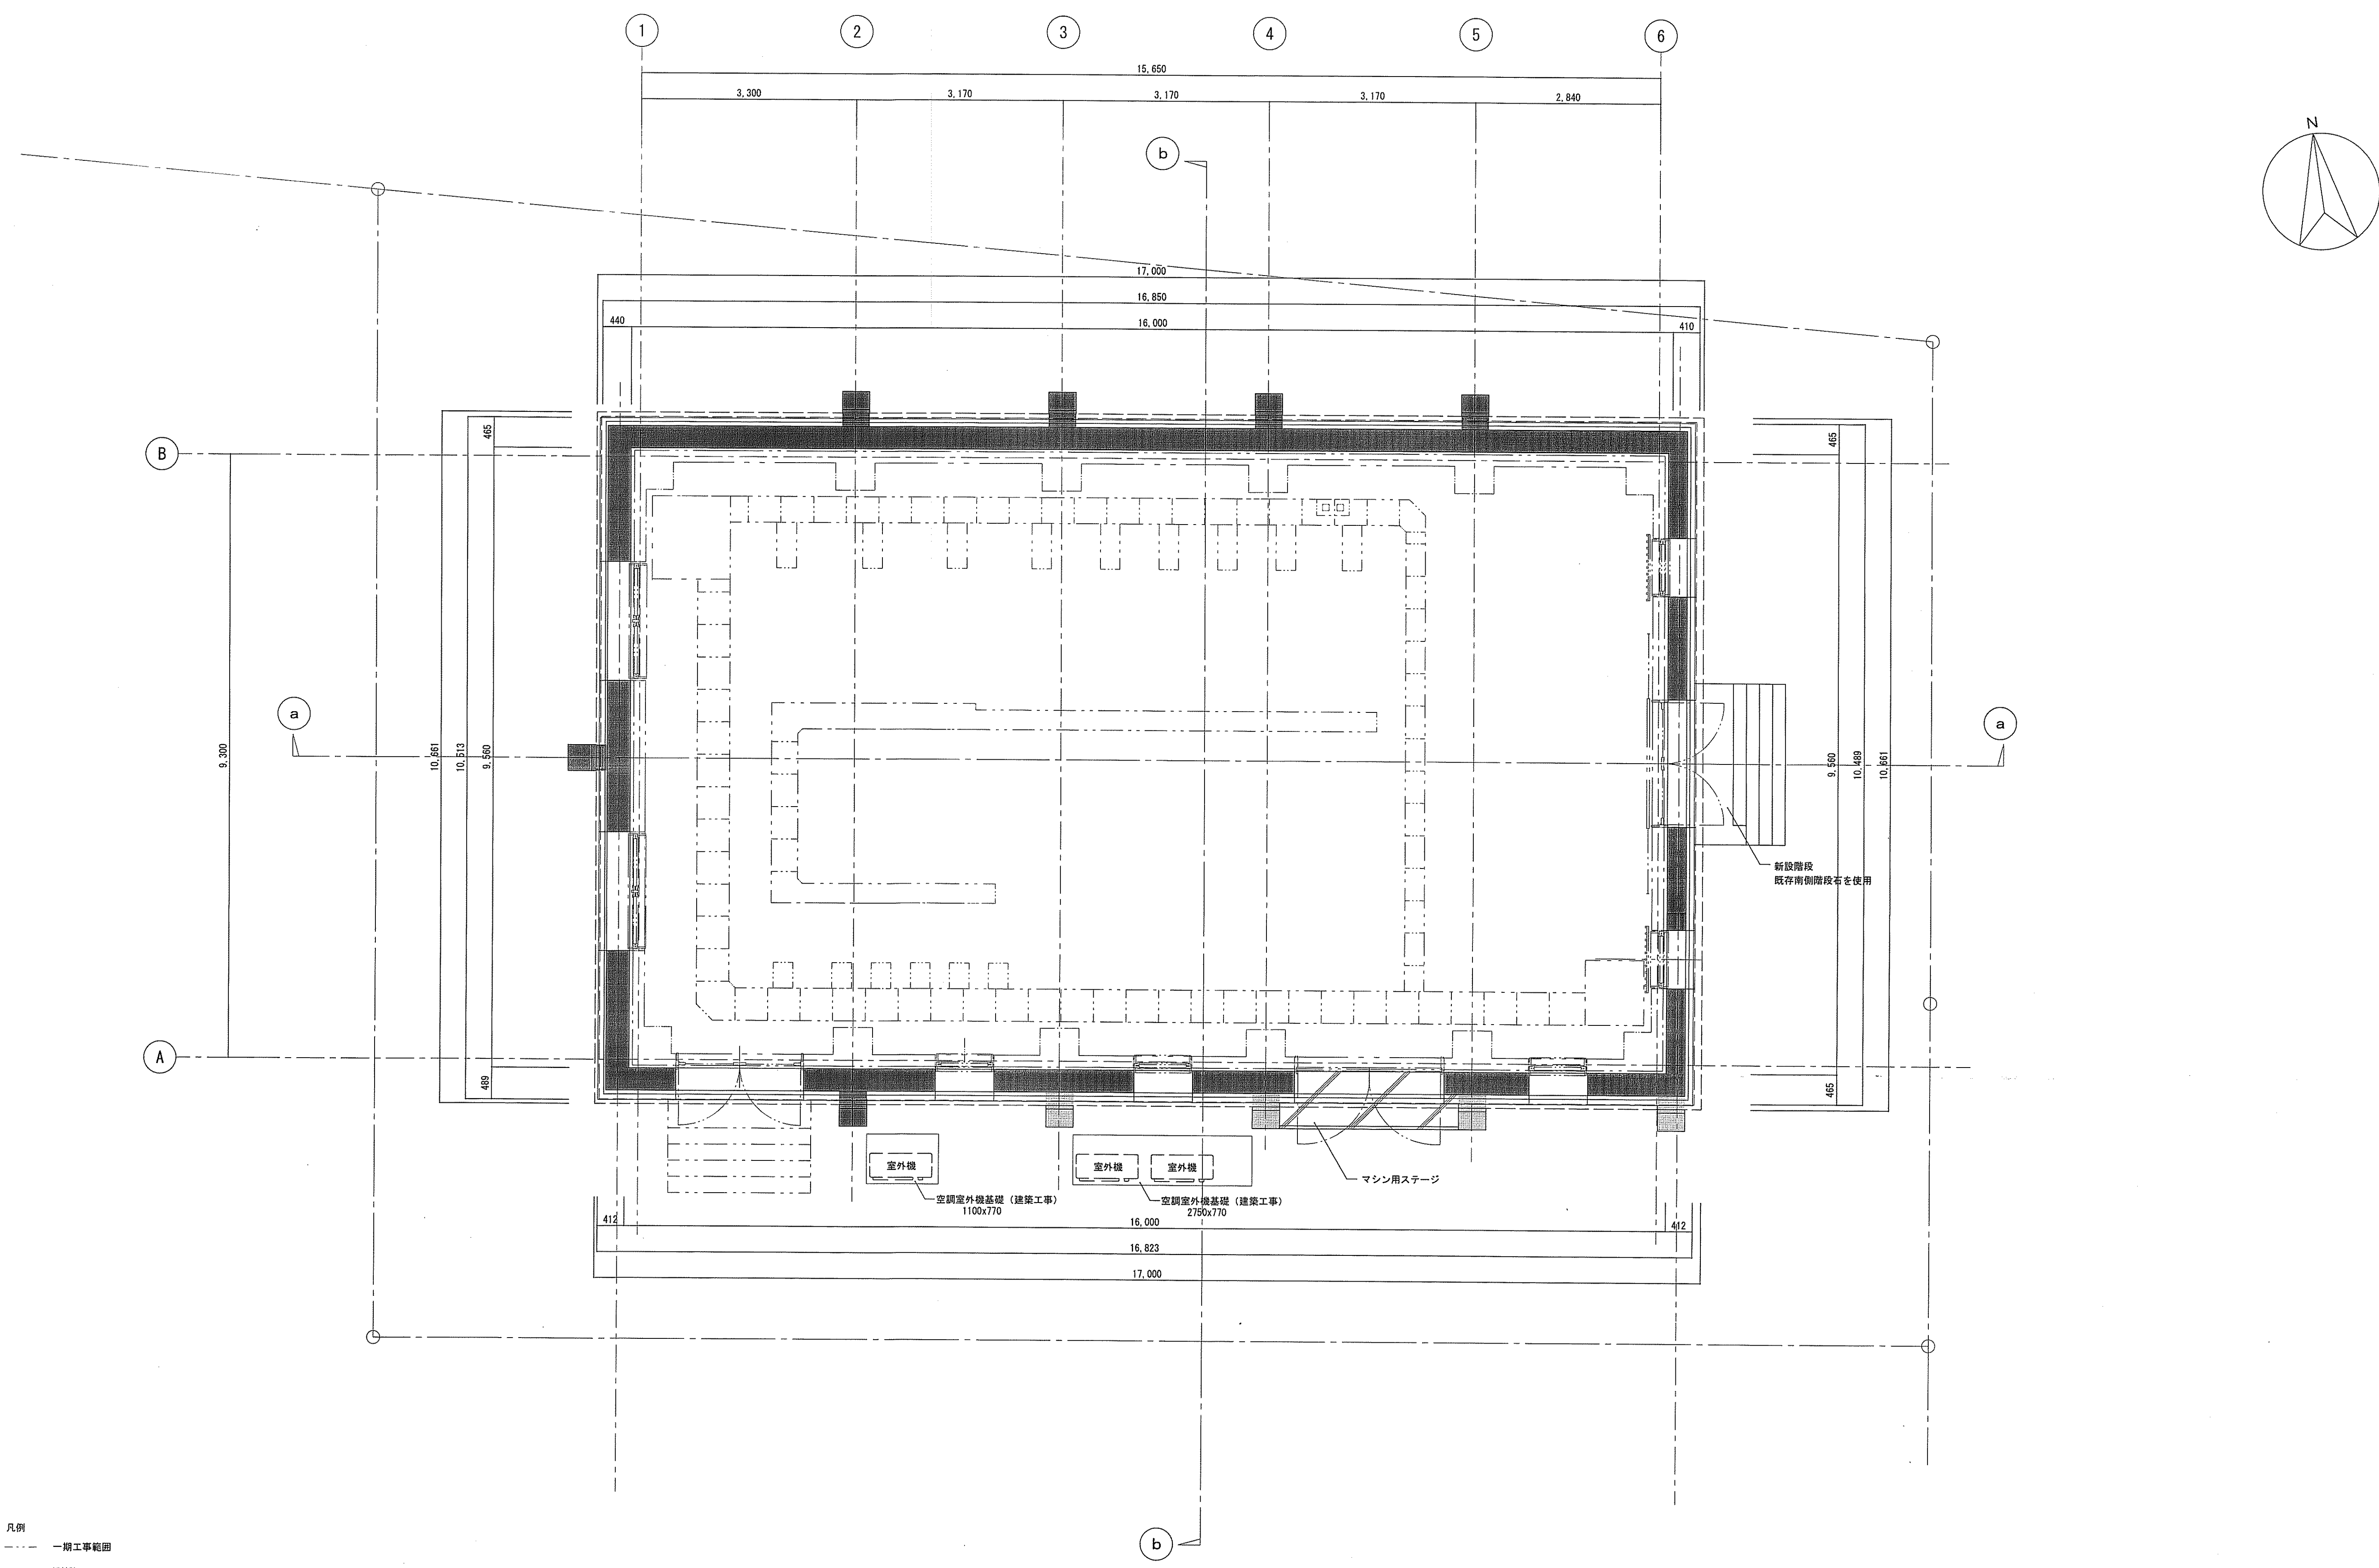 1
2
3
4
5
6
15,650
3,300
3,170
3,170
3,170
2,840
N
b
17,000
16,850
440
16,000
410
B
465
465
a
a
9,300
10,661
10,513
9,560
9,560
10,489
10,661
新設階段
既存南側階段石を使用
A
489
465
室外機
室外機
室外機
マシン用ステージ
空調室外機基礎（建築工事）
1100x770
空調室外機基礎（建築工事）
2750x770
412
16,000
412
16,823
17,000
凡例
一期工事範囲
b